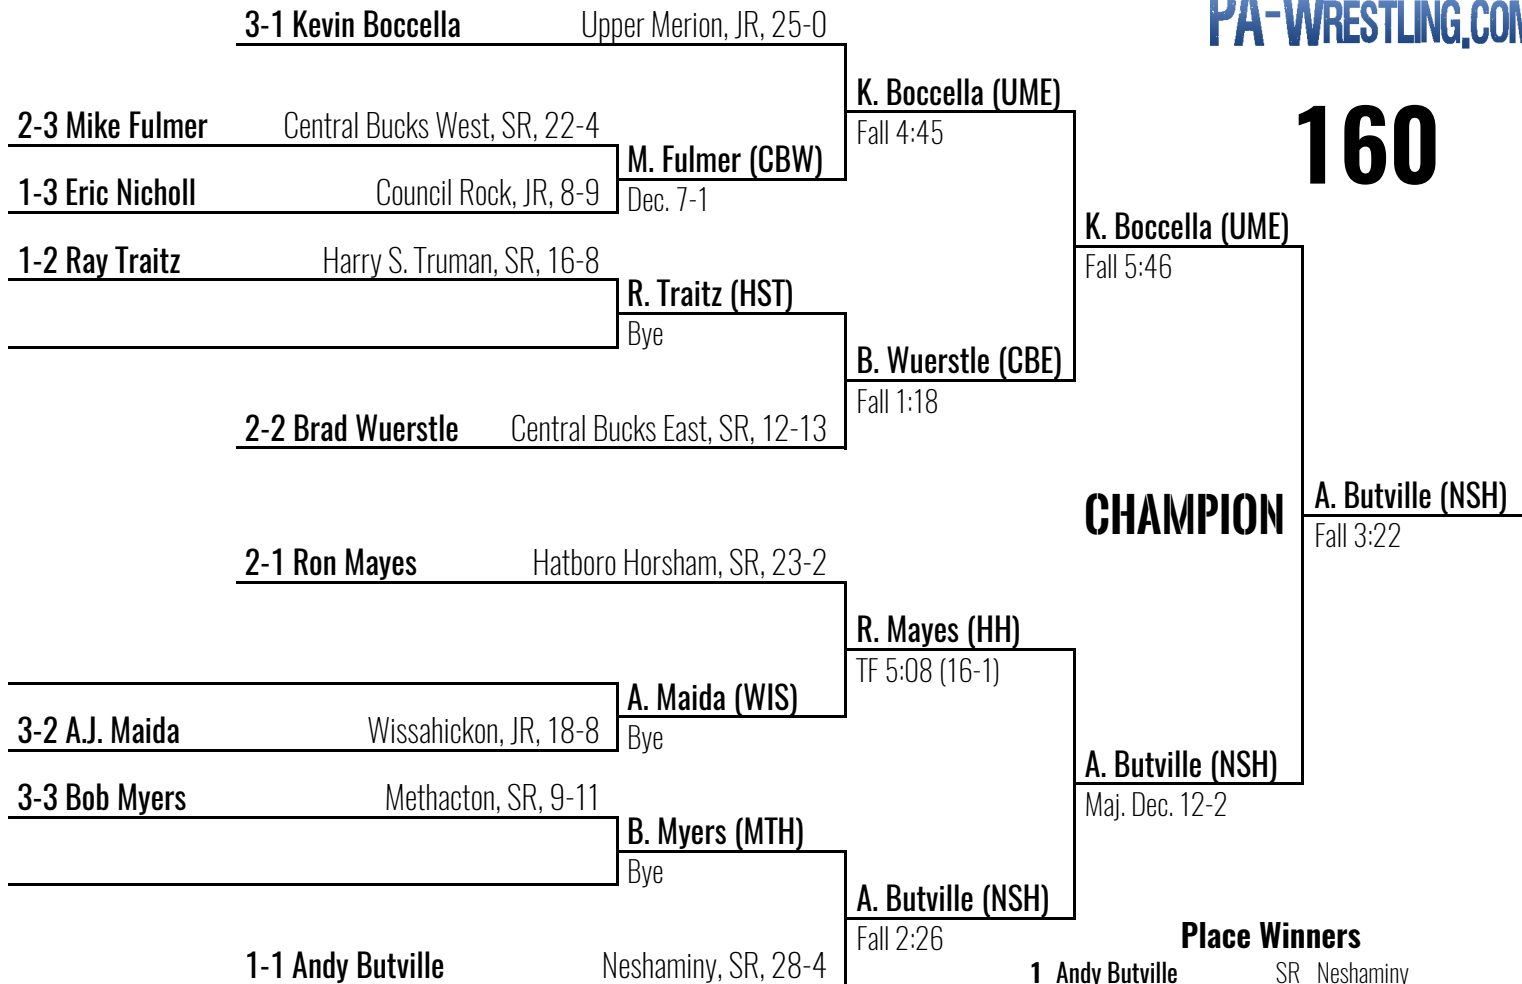 PA-WRESTLING.COM
160
3-1 Kevin Boccella Upper Merion, JR, 25-0
K. Boccella (UME)
Fall 4:45
2-3 Mike Fulmer Central Bucks West, SR, 22-4
M. Fulmer (CBW)
Dec. 7-1
1-3 Eric Nicholl Council Rock, JR, 8-9
K. Boccella (UME)
Fall 5:46
1-2 Ray Traitz Harry S. Truman, SR, 16-8
R. Traitz (HST)
Bye
B. Wuerstle (CBE)
Fall 1:18
2-2 Brad Wuerstle Central Bucks East, SR, 12-13
CHAMPION
A. Butville (NSH)
Fall 3:22
2-1 Ron Mayes Hatboro Horsham, SR, 23-2
R. Mayes (HH)
TF 5:08 (16-1)
A. Maida (WIS)
Bye
3-2 A.J. Maida Wissahickon, JR, 18-8
A. Butville (NSH)
Maj. Dec. 12-2
3-3 Bob Myers Methacton, SR, 9-11
B. Myers (MTH)
Bye
A. Butville (NSH)
Fall 2:26
1-1 Andy Butville Neshaminy, SR, 28-4
Place Winners
1 Andy Butville SR Neshaminy